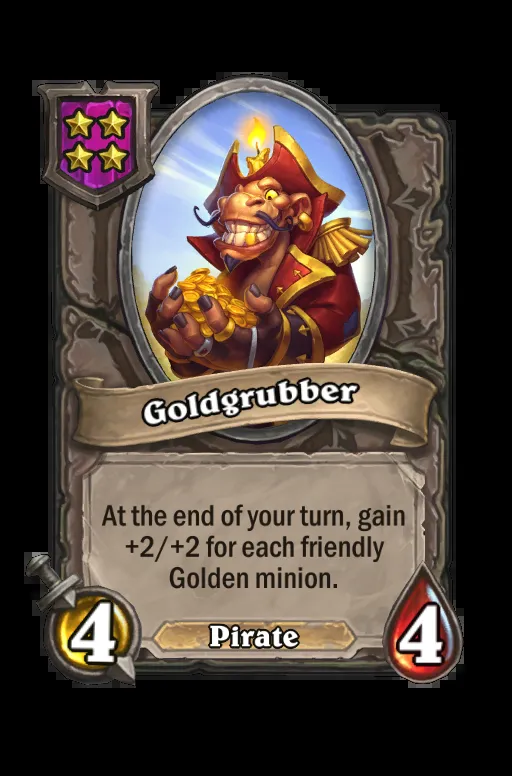 Goldgrubber
At the end of your turn, gain
+2/+2 for each friendly
Golden minion.
4
Pirate
4